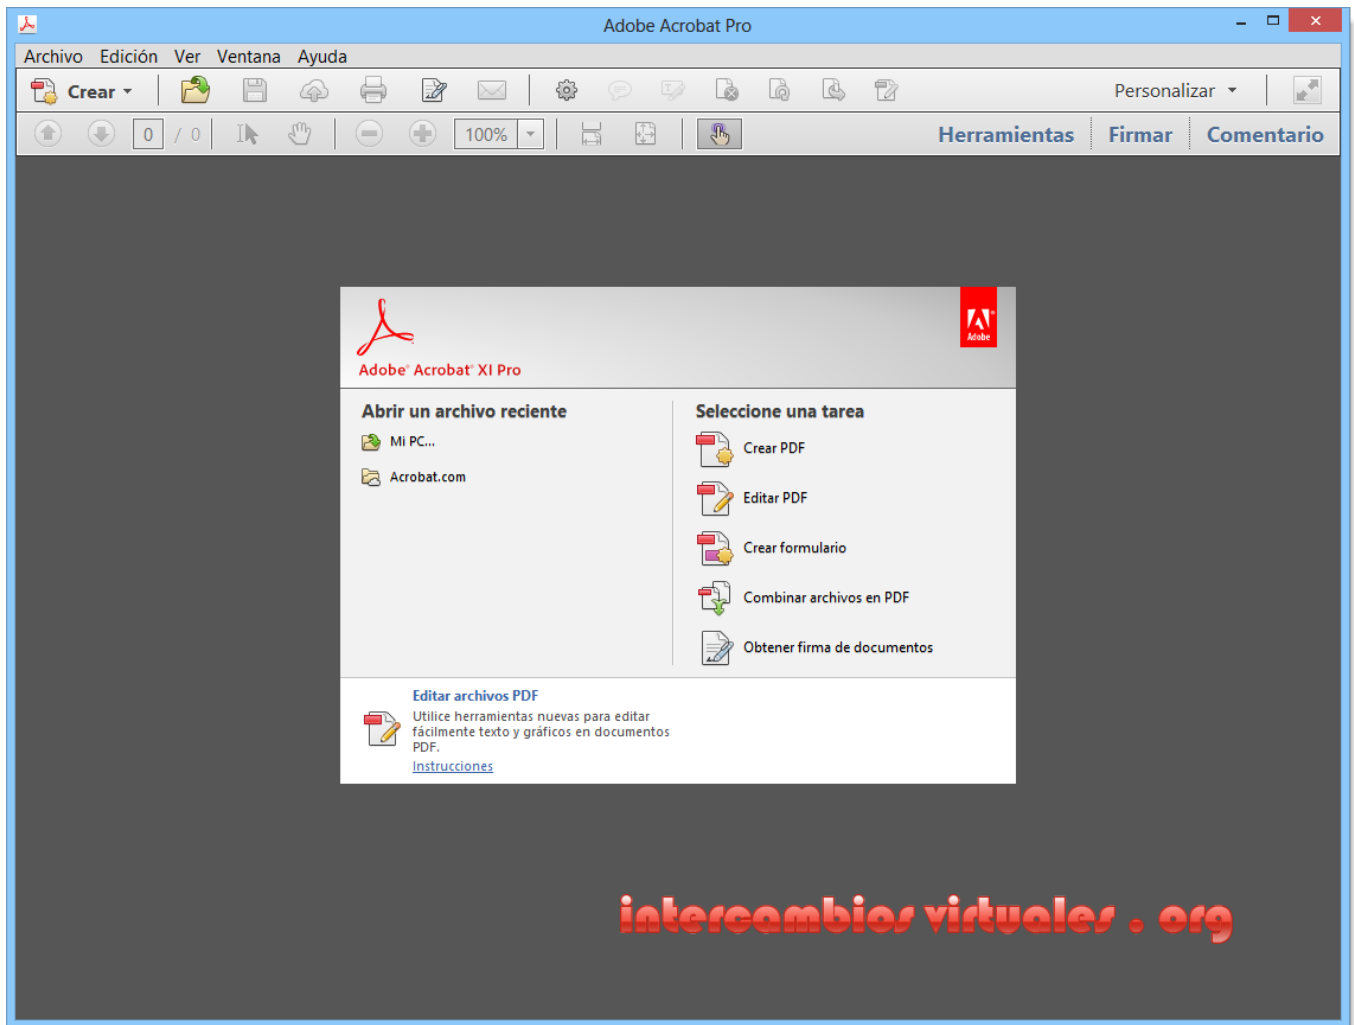 Adobe Acrobat Pro
Archivo Edición Ver Ventana Ayuda
Crear
Personalizar
0 / 0
100%
Herramientas Firmar Comentario
Adobe
Adobe® Acrobat® XI Pro
Abrir un archivo reciente
Mi PC...
Acrobat.com
Seleccione una tarea
Crear PDF
Editar PDF
Crear formulario
Combinar archivos en PDF
Obtener firma de documentos
Editar archivos PDF
Utilice herramientas nuevas para editar
fácilmente texto y gráficos en documentos
PDF.
Instrucciones
intercambios virtuales . org